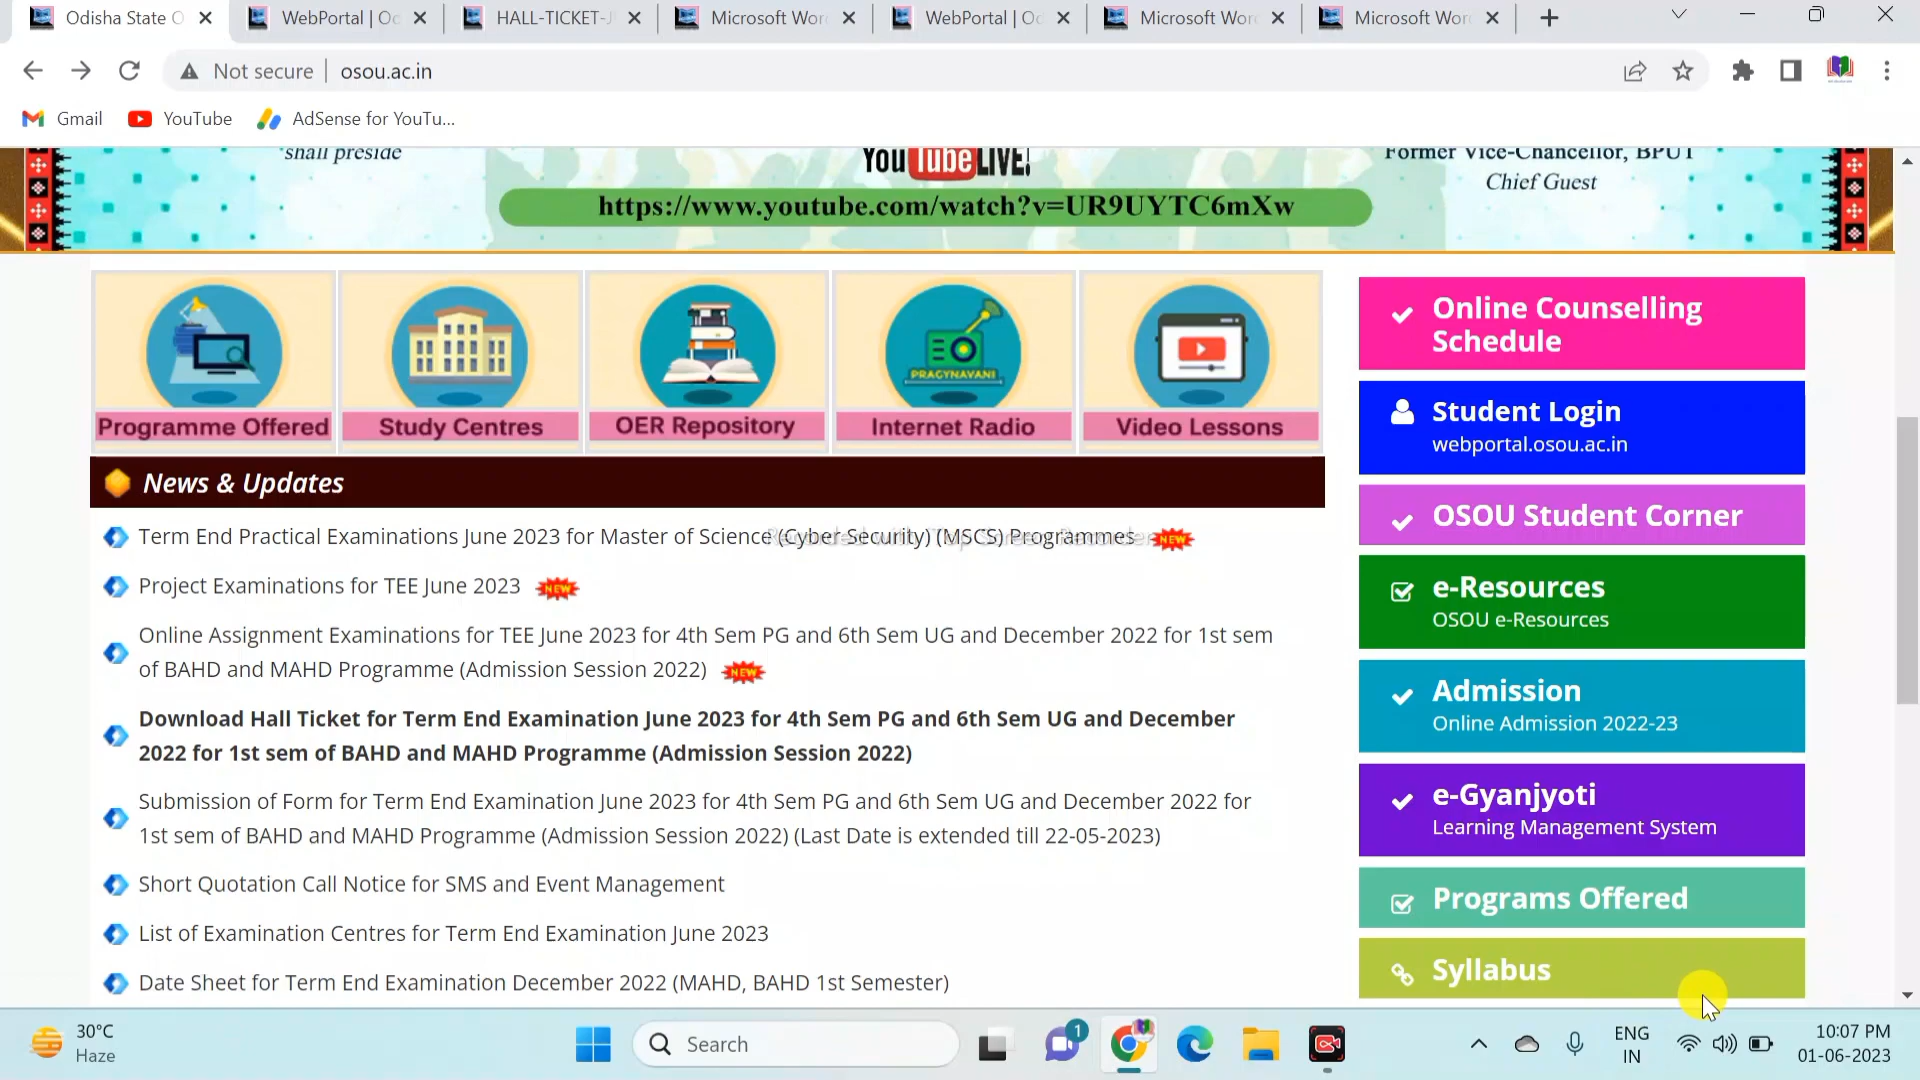 Odisha State O
WebPortal | Od
HALL-TICKET-J
Microsoft Wor
WebPortal | Od
Microsoft Wor
Microsoft Wor
Not secure
osou.ac.in
Gmail
YouTube
AdSense for YouTu...
shall preside
YouTube LIVE!
Former Vice-Chancellor, BPUT
Chief Guest
https://www.youtube.com/watch?v=UR9UYTC6mXw
Programme Offered
Study Centres
OER Repository
PRAGYNAVANI
Internet Radio
Video Lessons
News & Updates
Term End Practical Examinations June 2023 for Master of Science (Cyber Security) (MSCS) Programmes NEW
Project Examinations for TEE June 2023 NEW
Online Assignment Examinations for TEE June 2023 for 4th Sem PG and 6th Sem UG and December 2022 for 1st sem
of BAHD and MAHD Programme (Admission Session 2022) NEW
Download Hall Ticket for Term End Examination June 2023 for 4th Sem PG and 6th Sem UG and December
2022 for 1st sem of BAHD and MAHD Programme (Admission Session 2022)
Submission of Form for Term End Examination June 2023 for 4th Sem PG and 6th Sem UG and December 2022 for
1st sem of BAHD and MAHD Programme (Admission Session 2022) (Last Date is extended till 22-05-2023)
Short Quotation Call Notice for SMS and Event Management
List of Examination Centres for Term End Examination June 2023
Date Sheet for Term End Examination December 2022 (MAHD, BAHD 1st Semester)
Online Counselling
Schedule
Student Login
webportal.osou.ac.in
OSOU Student Corner
e-Resources
OSOU e-Resources
Admission
Online Admission 2022-23
e-Gyanjyoti
Learning Management System
Programs Offered
Syllabus
30°C
Haze
Search
1
ENG
IN
10:07 PM
01-06-2023